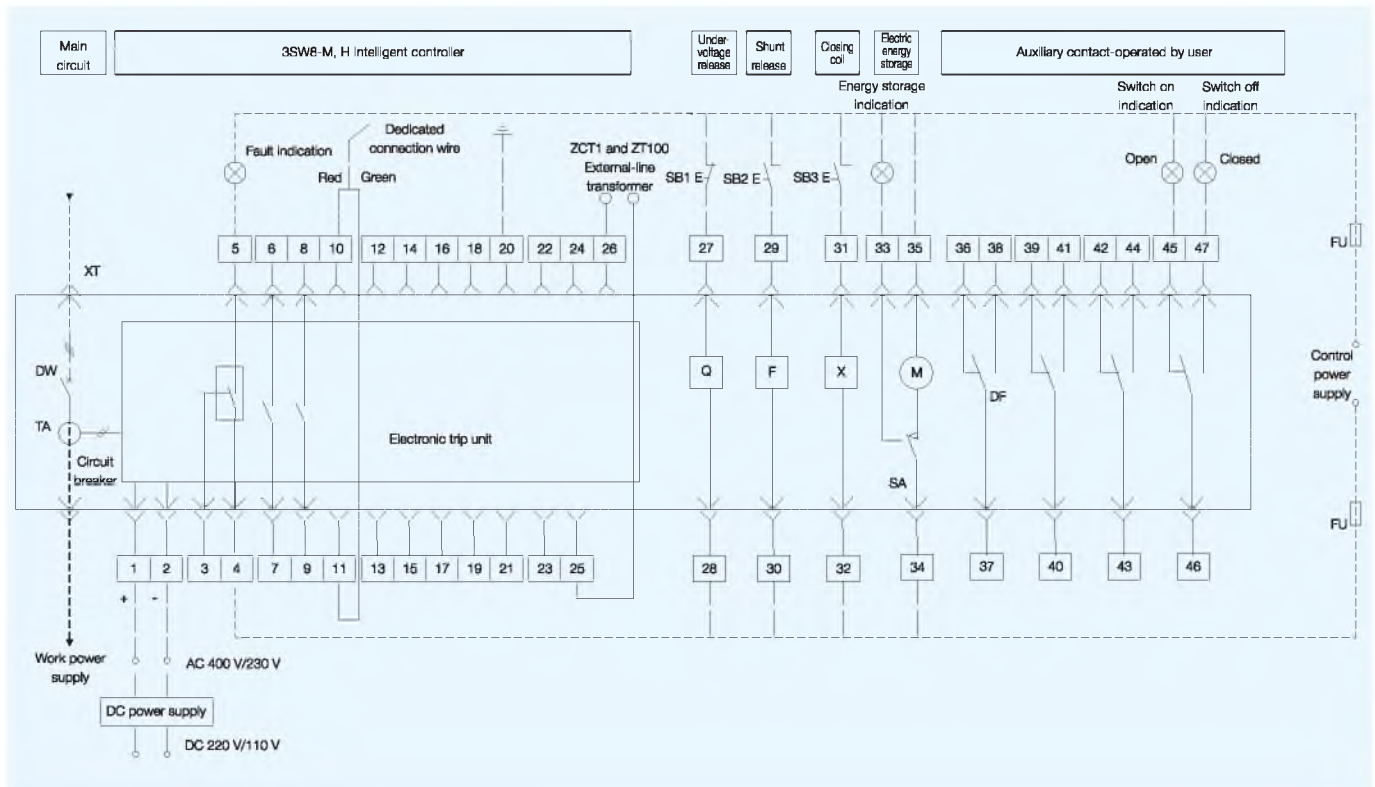 Main
circuit
3SW8-M, H Intelligent controller
Under-
voltage
release
Shunt
release
Closing
coil
Electric
energy
storage
Auxiliary contact-operated by user
Energy storage
indication
Switch on
indication
Switch off
indication
Fault indication
Dedicated
connection wire
Red
Green
ZCT1 and ZT100
External-line
transformer
SB1 E
SB2 E
SB3 E
Open
Closed
5 6 8 10 12 14 16 18 20 22 24 26 27 29 31 33 35 36 38 39 41 42 44 45 47
FU
XT
DW
TA
Circuit
breaker
Electronic trip unit
Q
F
X
M
DF
SA
Control
power
supply
FU
1 2 3 4 7 9 11 13 15 17 19 21 23 25 28 30 32 34 37 40 43 46
+ -
Work power
supply
AC 400 V/230 V
DC power supply
DC 220 V/110 V